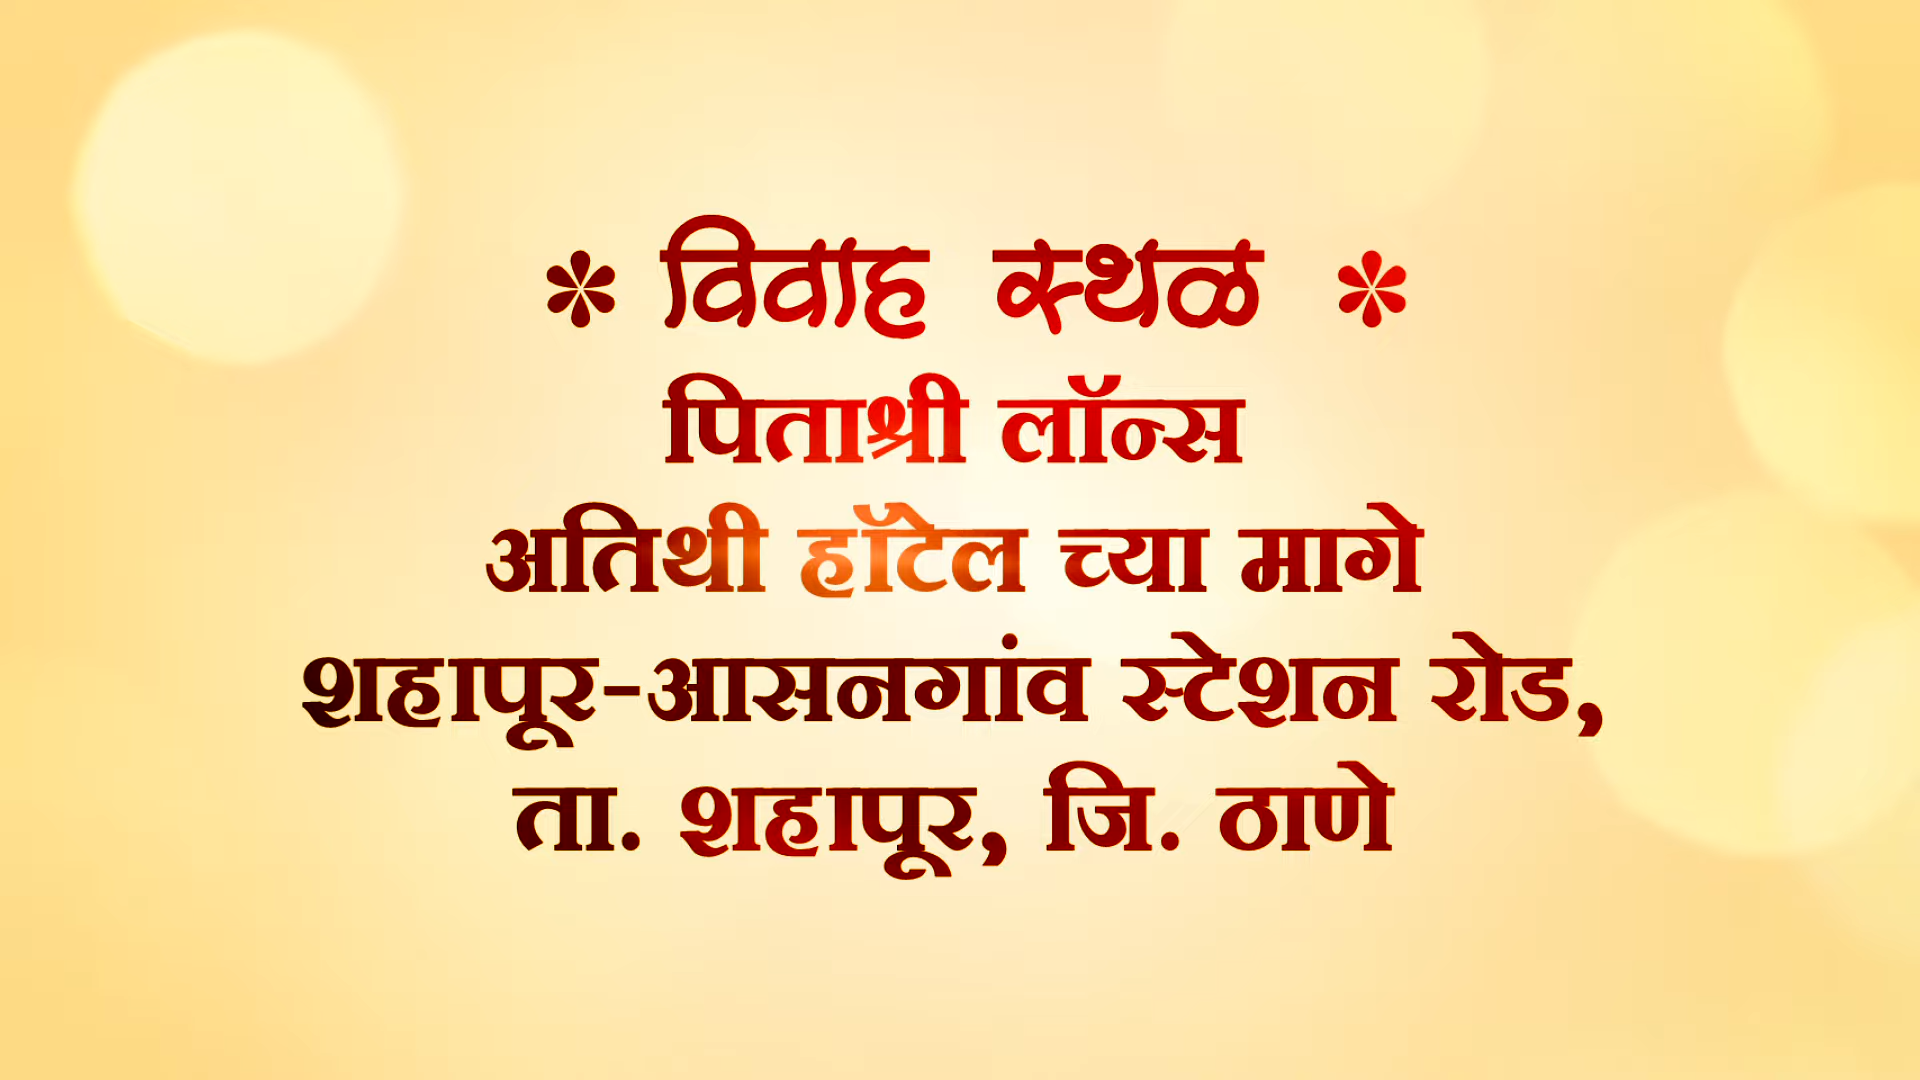 * विवाह स्थळ *
पिताश्री लॉन्स
अतिथी हॉटेल च्या मागे
शहापूर-आसनगांव स्टेशन रोड,
ता. शहापूर, जि. ठाणे